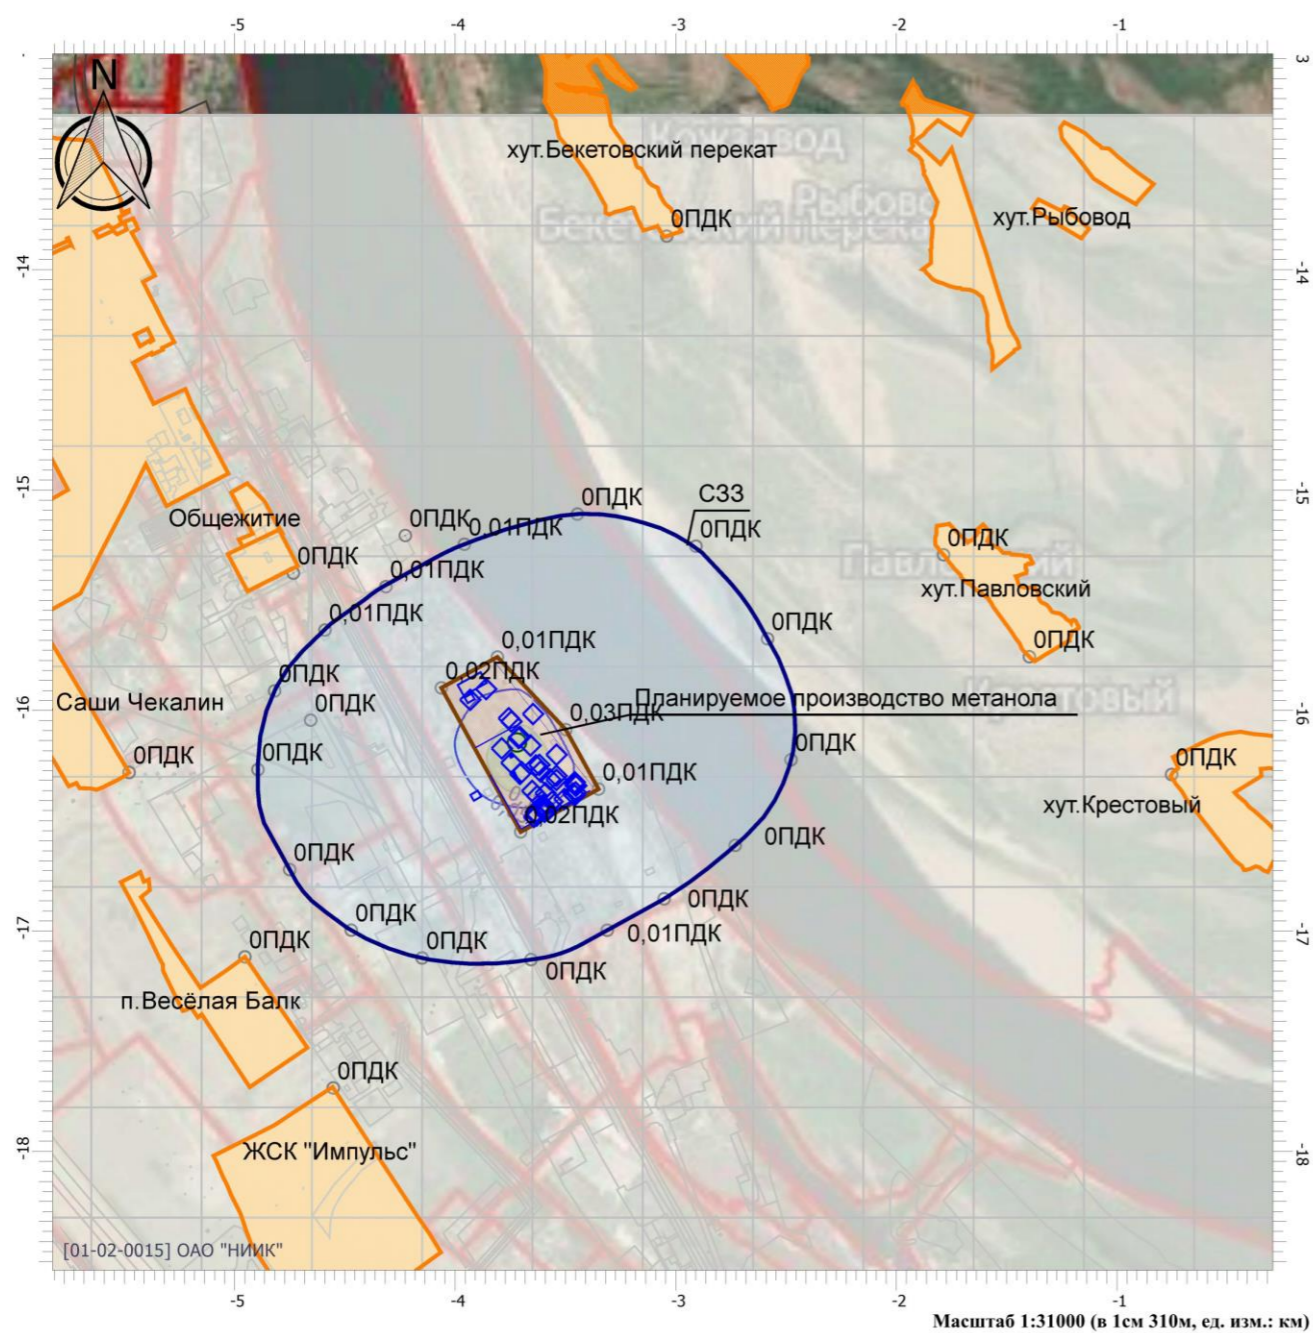 -5
-4
-3
-2
-1
3
N
Кожзавод
хут.Бекетовский перекат
0ПДК
хут.Рыбовод
-14
-14
-15
-15
0ПДК
СЗЗ
0ПДК
0,01ПДК
0ПДК
Общежитие
0ПДК
0ПДК
0,01ПДК
хут.Павловский
0,01ПДК
0ПДК
0,01ПДК
0ПДК
0ПДК
0,02ПДК
Планируемое производство метанола
Саши Чекалин
0ПДК
0,03ПДК
-16
-16
0ПДК
0ПДК
0ПДК
0ПДК
0,01ПДК
хут.Крестовый
0,02ПДК
0ПДК
0ПДК
0ПДК
0ПДК
0,01ПДК
-17
-17
0ПДК
0ПДК
0ПДК
п.Весёлая Балк
0ПДК
ЖСК "Импульс"
-18
-18
[01-02-0015] ОАО "НИИК"
-5
-4
-3
-2
-1
Масштаб 1:31000 (в 1см 310м, ед. изм.: км)